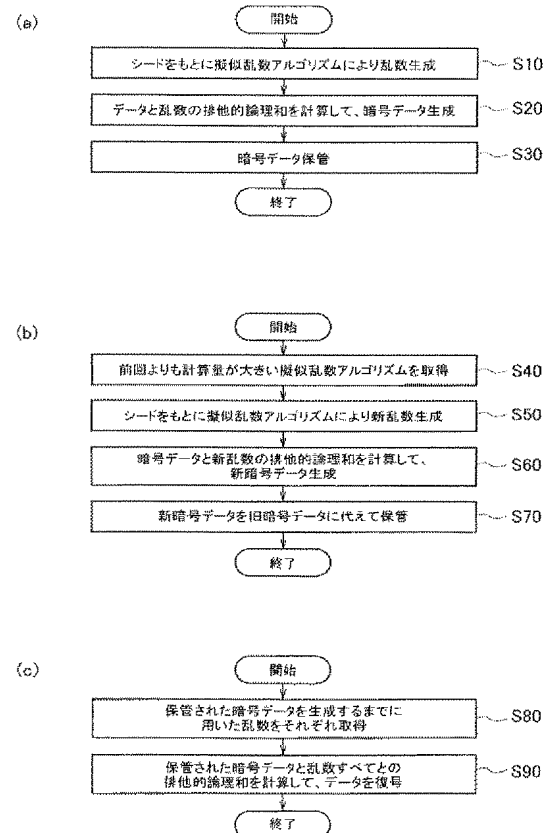 (a)
開始
シードをもとに擬似乱数アルゴリズムにより乱数生成
S10
データと乱数の排他的論理和を計算して、暗号データ生成
S20
暗号データ保管
S30
終了
(b)
開始
前回よりも計算量が大きい擬似乱数アルゴリズムを取得
S40
シードをもとに擬似乱数アルゴリズムにより新乱数生成
S50
暗号データと新乱数の排他的論理和を計算して、
新暗号データ生成
S60
新暗号データを旧暗号データに代えて保管
S70
終了
(c)
開始
保管された暗号データを生成するまでに
用いた乱数をそれぞれ取得
S80
保管された暗号データと乱数すべてとの
排他的論理和を計算して、データを復号
S90
終了